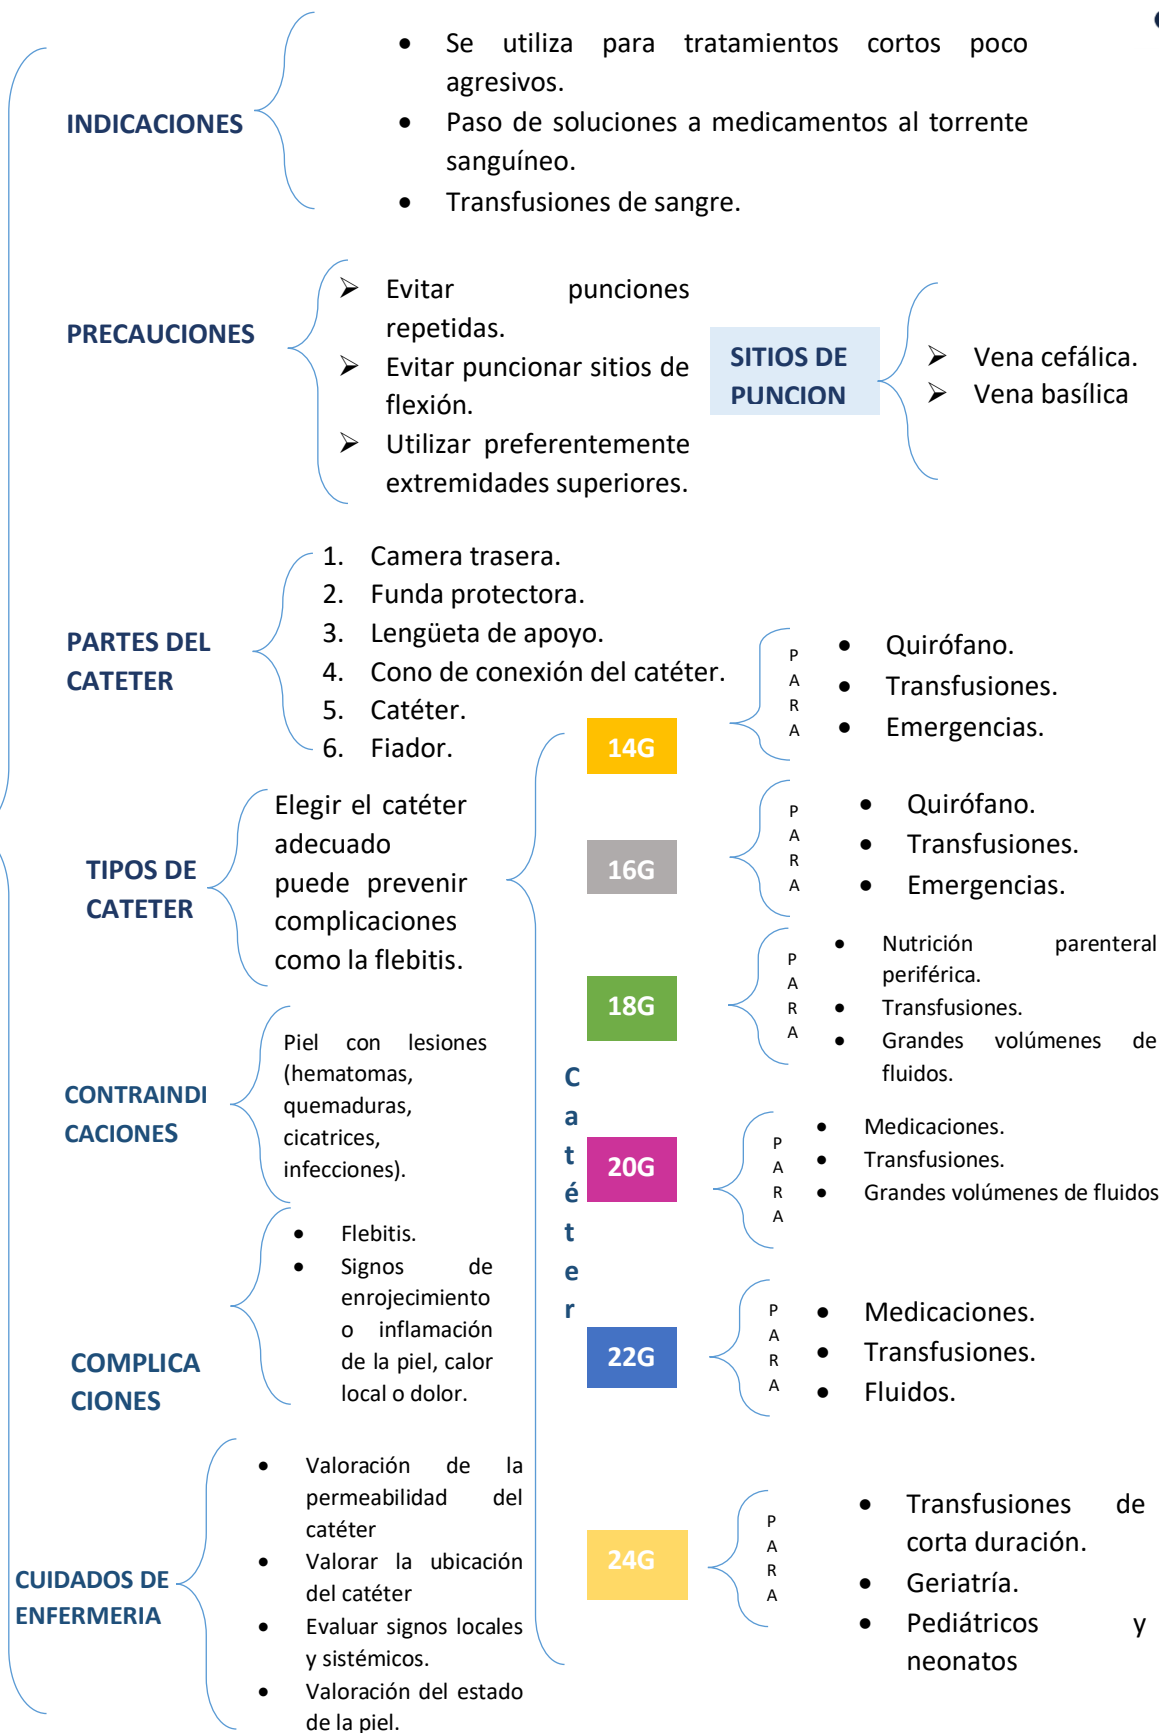 INDICACIONES
• Se utiliza para tratamientos cortos poco
agresivos.
• Paso de soluciones a medicamentos al torrente
sanguíneo.
• Transfusiones de sangre.
PRECAUCIONES
➢ Evitar punciones
repetidas.
➢ Evitar puncionar sitios de
flexión.
➢ Utilizar preferentemente
extremidades superiores.
SITIOS DE
PUNCION
➢ Vena cefálica.
➢ Vena basílica
PARTES DEL
CATETER
1. Camera trasera.
2. Funda protectora.
3. Lengüeta de apoyo.
4. Cono de conexión del catéter.
5. Catéter.
6. Fiador.
TIPOS DE
CATETER
Elegir el catéter
adecuado
puede prevenir
complicaciones
como la flebitis.
C
a
t
é
t
e
r
14G
P
A
R
A
• Quirófano.
• Transfusiones.
• Emergencias.
16G
P
A
R
A
• Quirófano.
• Transfusiones.
• Emergencias.
18G
P
A
R
A
• Nutrición parenteral
periférica.
• Transfusiones.
• Grandes volúmenes de
fluidos.
20G
P
A
R
A
• Medicaciones.
• Transfusiones.
• Grandes volúmenes de fluidos
22G
P
A
R
A
• Medicaciones.
• Transfusiones.
• Fluidos.
24G
P
A
R
A
• Transfusiones de
corta duración.
• Geriatría.
• Pediátricos y
neonatos
CONTRAINDI
CACIONES
Piel con lesiones
(hematomas,
quemaduras,
cicatrices,
infecciones).
COMPLICA
CIONES
• Flebitis.
• Signos de
enrojecimiento
o inflamación
de la piel, calor
local o dolor.
CUIDADOS DE
ENFERMERIA
• Valoración de la
permeabilidad del
catéter
• Valorar la ubicación
del catéter
• Evaluar signos locales
y sistémicos.
• Valoración del estado
de la piel.